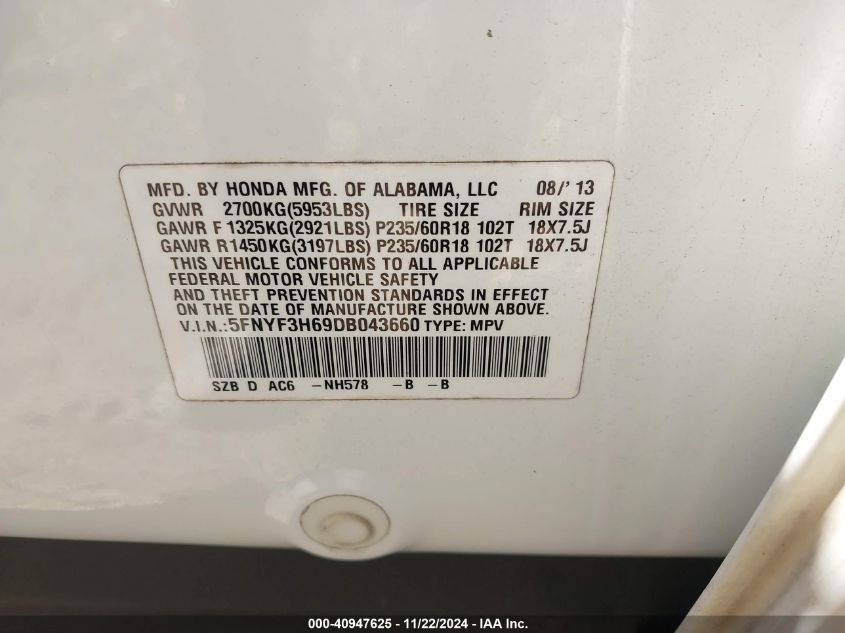 MFD. BY HONDA MFG. OF ALABAMA, LLC 08/' 13
GVWR 2700KG(5953LBS) TIRE SIZE RIM SIZE
GAWR F 1325KG(2921LBS) P235/60R18 102T 18X7.5J
GAWR R1450KG(3197LBS) P235/60R18 102T 18X7.5J
THIS VEHICLE CONFORMS TO ALL APPLICABLE
FEDERAL MOTOR VEHICLE SAFETY
AND THEFT PREVENTION STANDARDS IN EFFECT
ON THE DATE OF MANUFACTURE SHOWN ABOVE.
V.I.N.:5FNYF3H69DB043660 TYPE: MPV
SZB D AC6 -NH578 -B -B
000-40947625 - 11/22/2024 - IAA Inc.